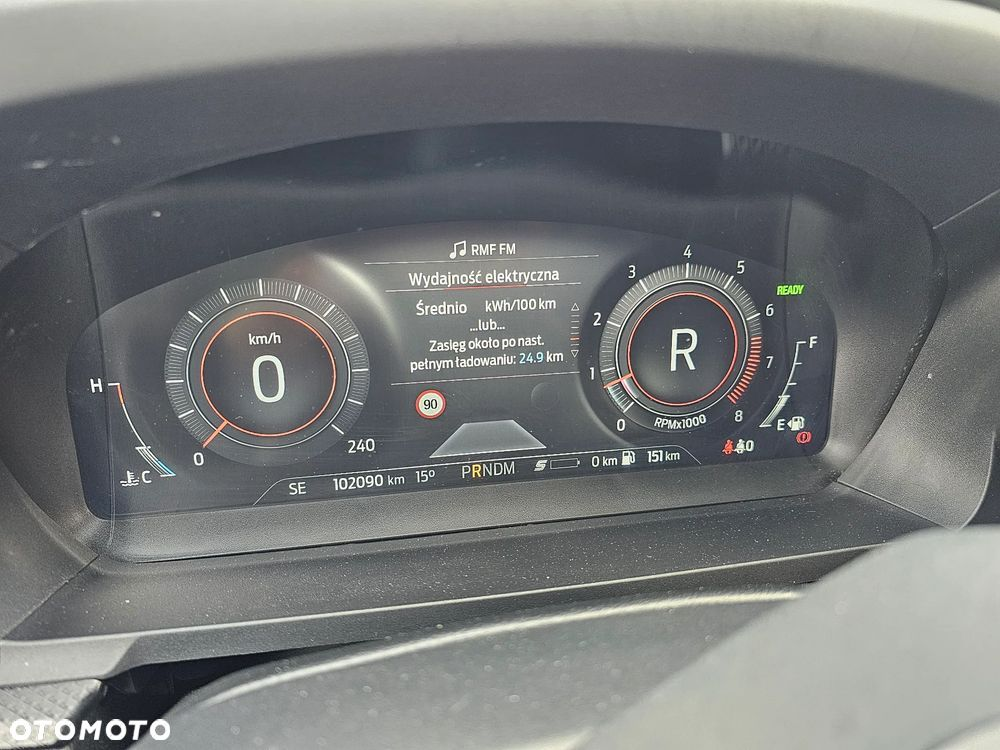 RMF FM
Wydajność elektryczna
Średnio kWh/100 km
...lub...
Zasięg około po nast.
pełnym ładowaniu: 24.9 km
km/h
0
0
240
H
C
90
R
0
1
2
3
4
5
6
7
8
RPMx1000
READY
F
E
0
SE 102090 km 15° PRNDM S 0 km 151 km
OTOMOTO